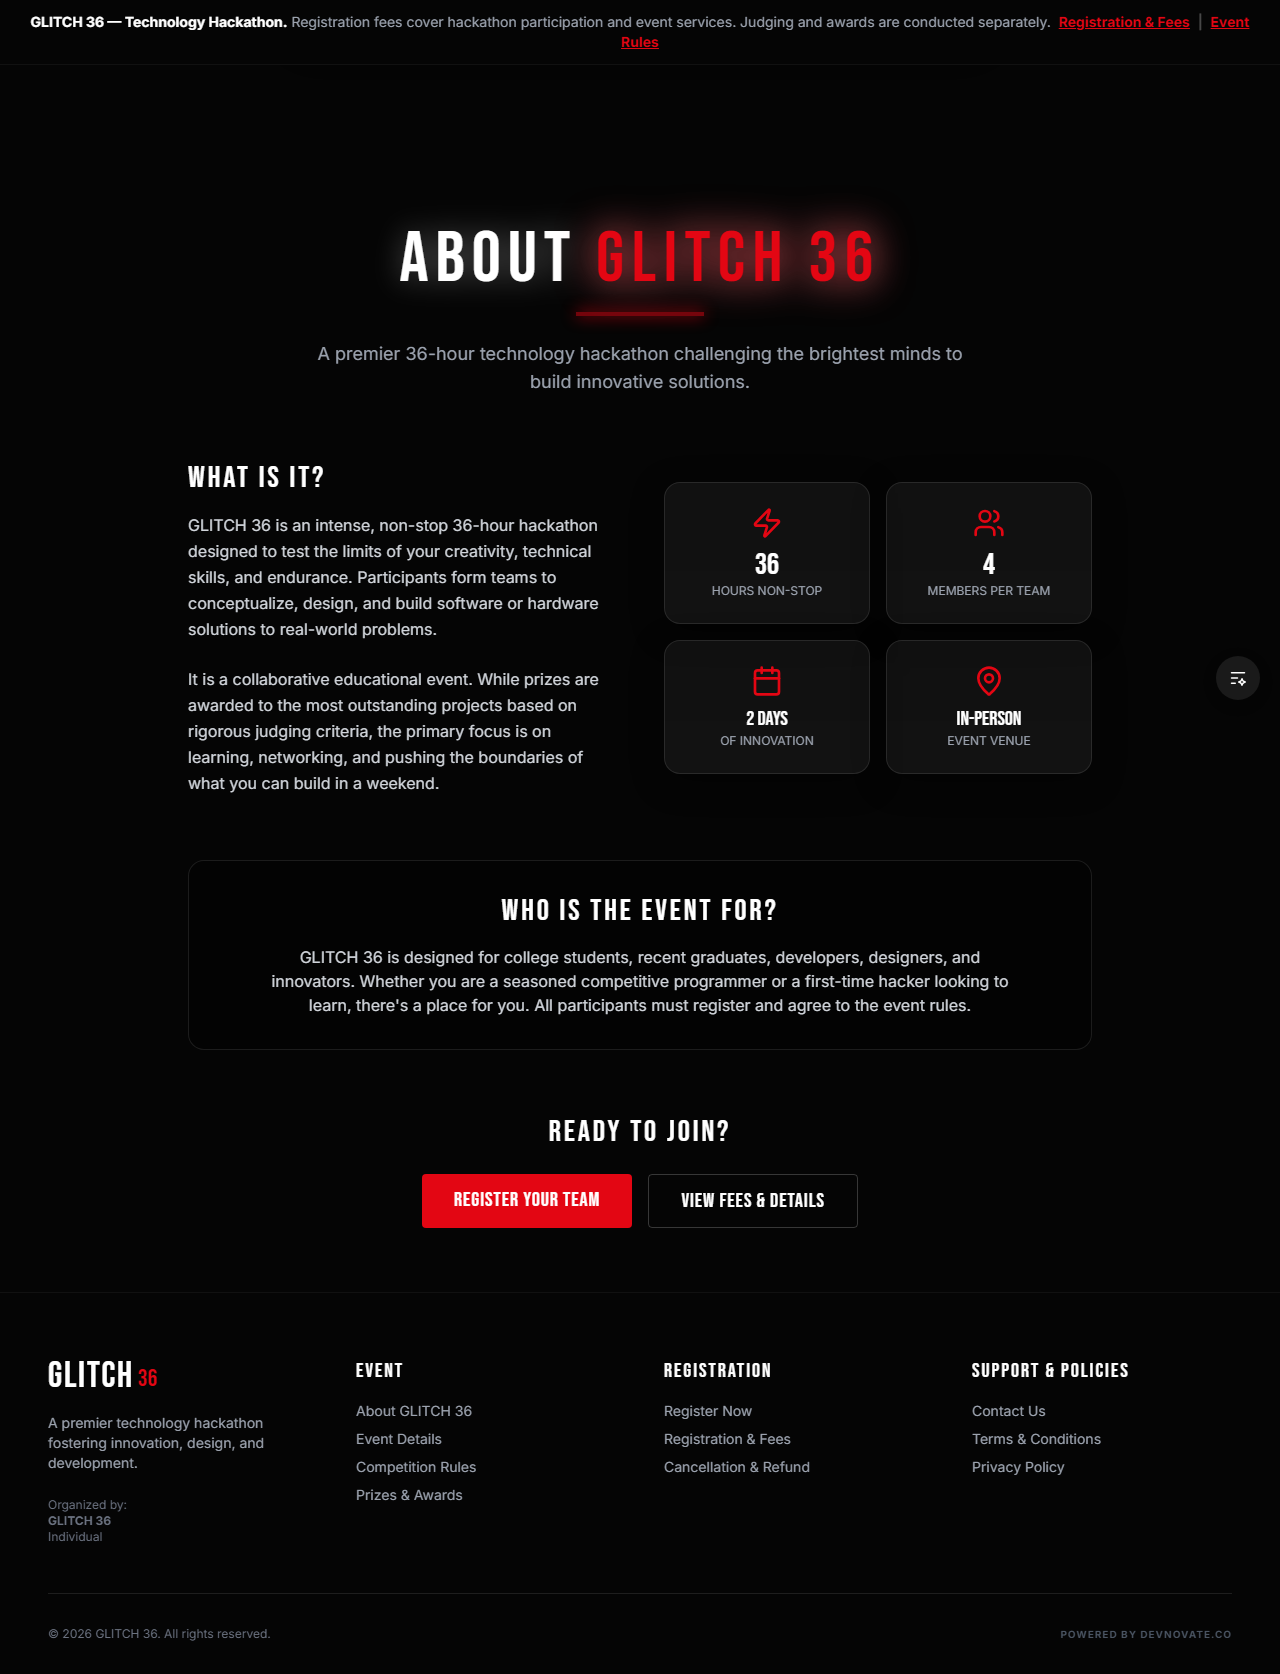 GLITCH 36 — Technology Hackathon. Registration fees cover hackathon participation and event services. Judging and awards are conducted separately. Registration & Fees | Event
Rules
ABOUT GLITCH 36
A premier 36-hour technology hackathon challenging the brightest minds to
build innovative solutions.
WHAT IS IT?
GLITCH 36 is an intense, non-stop 36-hour hackathon
designed to test the limits of your creativity, technical
skills, and endurance. Participants form teams to
conceptualize, design, and build software or hardware
solutions to real-world problems.
It is a collaborative educational event. While prizes are
awarded to the most outstanding projects based on
rigorous judging criteria, the primary focus is on
learning, networking, and pushing the boundaries of
what you can build in a weekend.
36
HOURS NON-STOP
4
MEMBERS PER TEAM
2 DAYS
OF INNOVATION
IN-PERSON
EVENT VENUE
WHO IS THE EVENT FOR?
GLITCH 36 is designed for college students, recent graduates, developers, designers, and
innovators. Whether you are a seasoned competitive programmer or a first-time hacker looking to
learn, there's a place for you. All participants must register and agree to the event rules.
READY TO JOIN?
REGISTER YOUR TEAM
VIEW FEES & DETAILS
GLITCH 36
A premier technology hackathon
fostering innovation, design, and
development.
Organized by:
GLITCH 36
Individual
EVENT
About GLITCH 36
Event Details
Competition Rules
Prizes & Awards
REGISTRATION
Register Now
Registration & Fees
Cancellation & Refund
SUPPORT & POLICIES
Contact Us
Terms & Conditions
Privacy Policy
© 2026 GLITCH 36. All rights reserved.
POWERED BY DEVNOVATE.CO